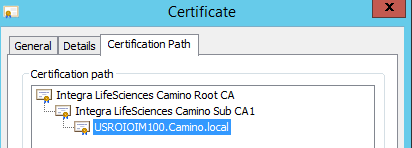 Certificate
x
General Details Certification Path
Certification path
Integra LifeSciences Camino Root CA
Integra LifeSciences Camino Sub CA1
USROIOIM100.Camino.local